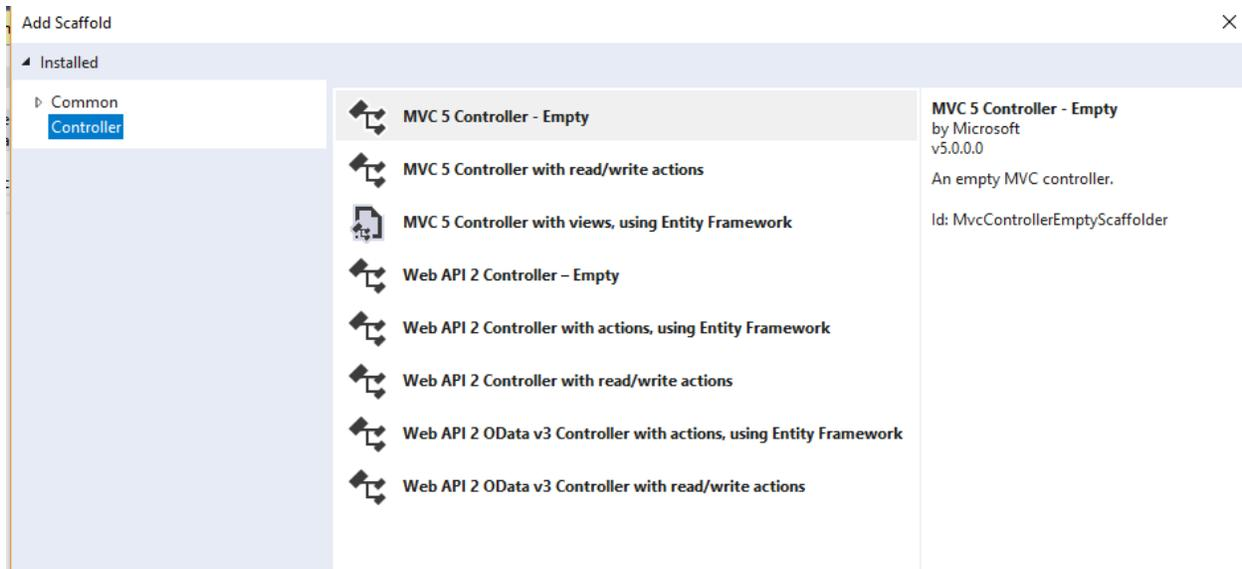 Add Scaffold
Installed
Common
Controller
MVC 5 Controller - Empty
MVC 5 Controller with read/write actions
MVC 5 Controller with views, using Entity Framework
Web API 2 Controller – Empty
Web API 2 Controller with actions, using Entity Framework
Web API 2 Controller with read/write actions
Web API 2 OData v3 Controller with actions, using Entity Framework
Web API 2 OData v3 Controller with read/write actions
MVC 5 Controller - Empty
by Microsoft
v5.0.0.0
An empty MVC controller.
Id: MvcControllerEmptyScaffolder